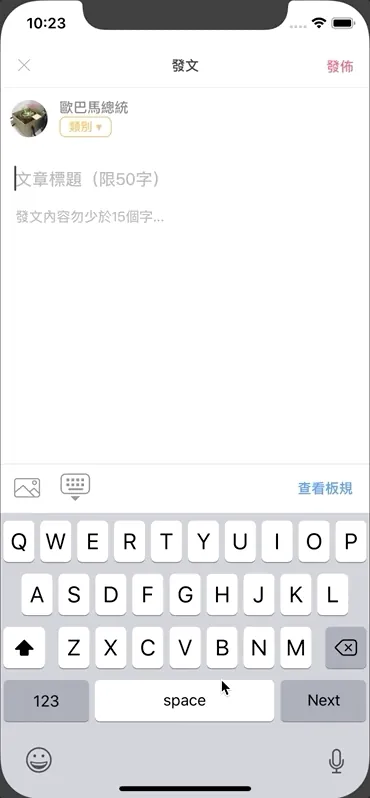 10:23
發文
發佈
歐巴馬總統
類別 ▾
文章標題（限50字）
發文內容勿少於15個字...
查看板規
Q W E R T Y U I O P
A S D F G H J K L
Z X C V B N M
123 space Next